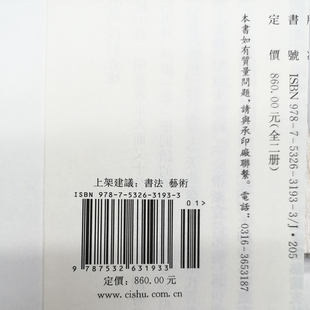 本書如有質量問題，請與承印廠聯繫。電話：0316-3653187
定 價 860.00元(全二册)
書 號 ISBN 978-7-5326-3193-3/J·205
上架建議：書法 藝術
ISBN 978-7-5326-3193-3
01>
9 787532 631933
定價：860.00 元
www.cishu.com.cn